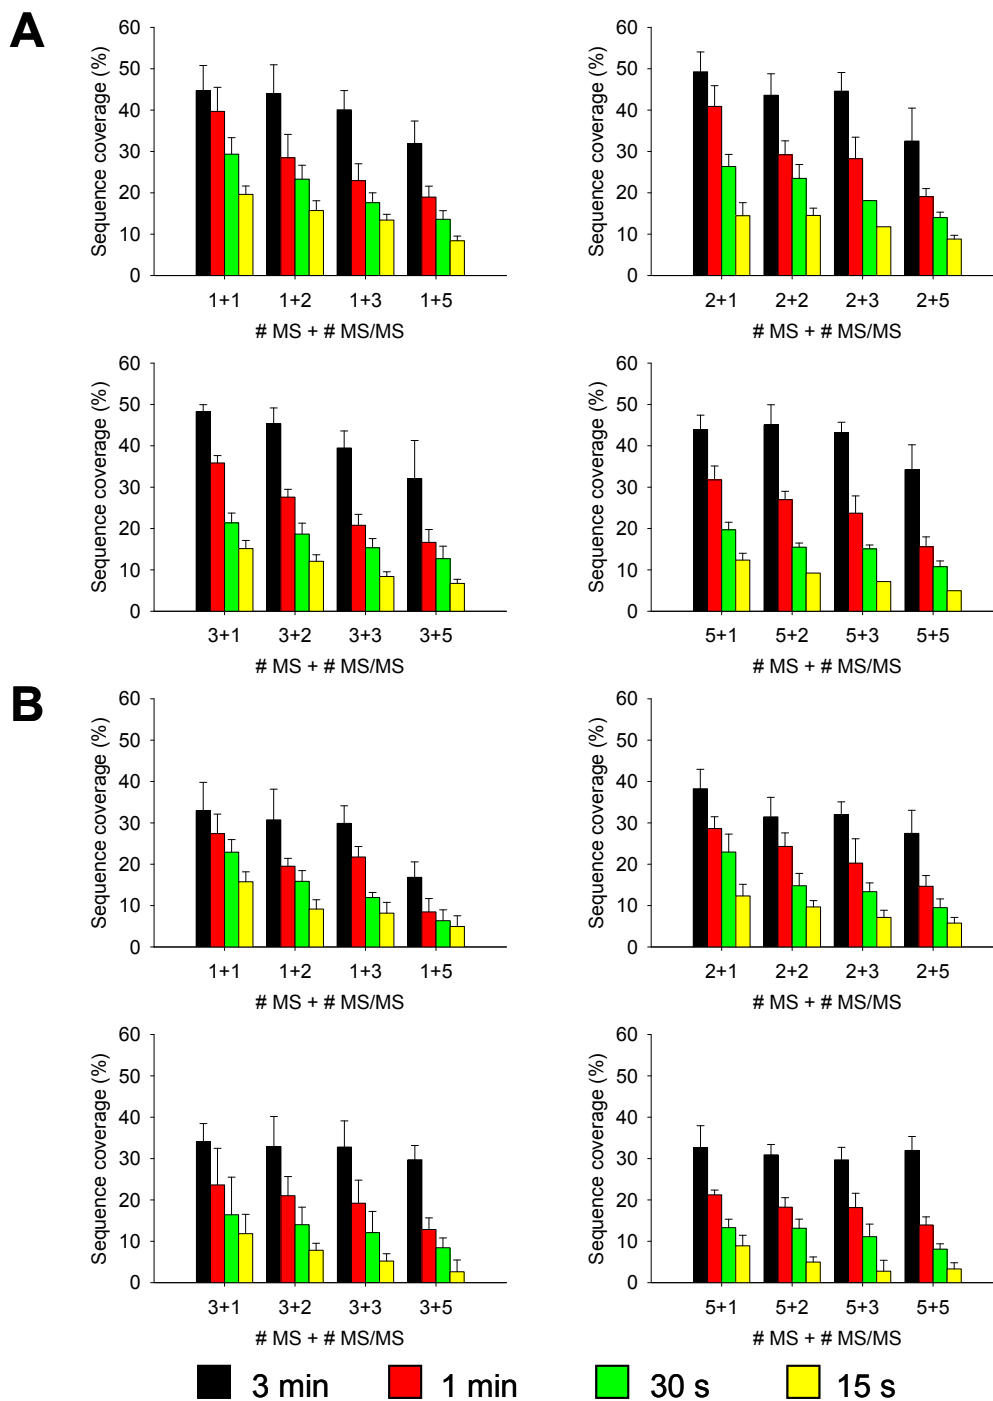 A
Sequence coverage (%)
60
50
40
30
20
10
0
1+1 1+2 1+3 1+5
# MS + # MS/MS
Sequence coverage (%)
60
50
40
30
20
10
0
2+1 2+2 2+3 2+5
# MS + # MS/MS
Sequence coverage (%)
60
50
40
30
20
10
0
3+1 3+2 3+3 3+5
# MS + # MS/MS
Sequence coverage (%)
60
50
40
30
20
10
0
5+1 5+2 5+3 5+5
# MS + # MS/MS
B
Sequence coverage (%)
60
50
40
30
20
10
0
1+1 1+2 1+3 1+5
# MS + # MS/MS
Sequence coverage (%)
60
50
40
30
20
10
0
2+1 2+2 2+3 2+5
# MS + # MS/MS
Sequence coverage (%)
60
50
40
30
20
10
0
3+1 3+2 3+3 3+5
# MS + # MS/MS
Sequence coverage (%)
60
50
40
30
20
10
0
5+1 5+2 5+3 5+5
# MS + # MS/MS
3 min 1 min 30 s 15 s